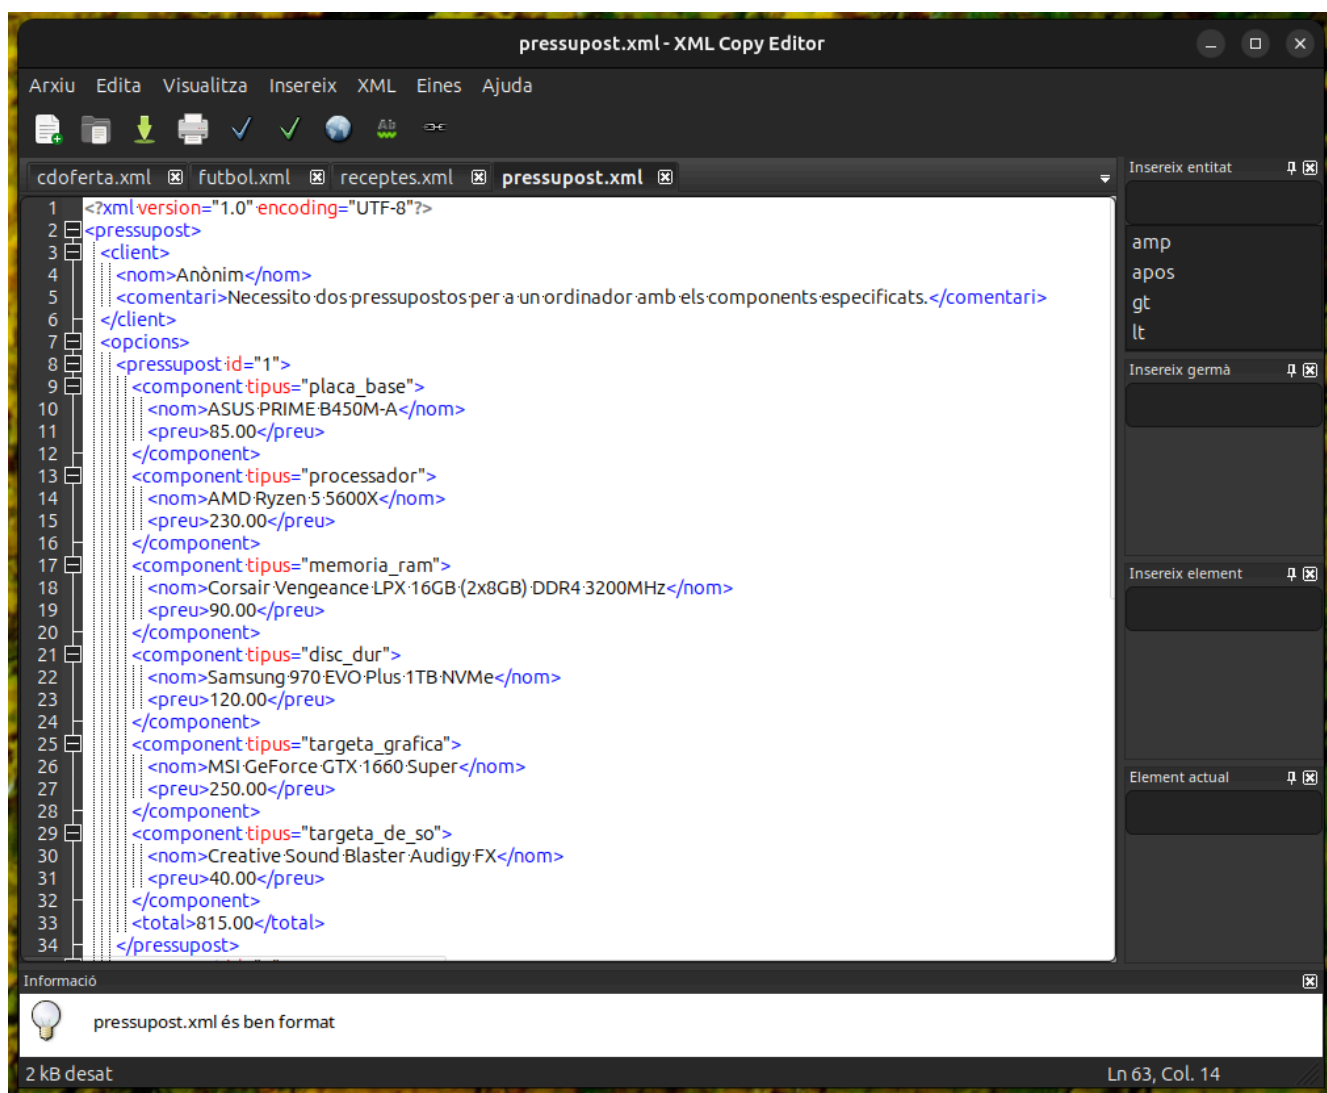 pressupost.xml - XML Copy Editor
Arxiu Edita Visualitza Insereix XML Eines Ajuda
cdoferta.xml futbol.xml receptes.xml pressupost.xml
1 <?xml version="1.0" encoding="UTF-8"?>
2 <pressupost>
3 <client>
4 <nom>Anònim</nom>
5 <comentari>Necessito dos pressupostos per a un ordinador amb els components especificats.</comentari>
6 </client>
7 <opcions>
8 <pressupost id="1">
9 <component tipus="placa_base">
10 <nom>ASUS PRIME B450M-A</nom>
11 <preu>85.00</preu>
12 </component>
13 <component tipus="processador">
14 <nom>AMD Ryzen 5 5600X</nom>
15 <preu>230.00</preu>
16 </component>
17 <component tipus="memoria_ram">
18 <nom>Corsair Vengeance LPX 16GB (2x8GB) DDR4 3200MHz</nom>
19 <preu>90.00</preu>
20 </component>
21 <component tipus="disc_dur">
22 <nom>Samsung 970 EVO Plus 1TB NVMe</nom>
23 <preu>120.00</preu>
24 </component>
25 <component tipus="targeta_grafica">
26 <nom>MSI GeForce GTX 1660 Super</nom>
27 <preu>250.00</preu>
28 </component>
29 <component tipus="targeta_de_so">
30 <nom>Creative Sound Blaster Audigy FX</nom>
31 <preu>40.00</preu>
32 </component>
33 <total>815.00</total>
34 </pressupost>
Insereix entitat
amp
apos
gt
lt
Insereix germà
Insereix element
Element actual
Informació
pressupost.xml és ben format
2 kB desat
Ln 63, Col. 14